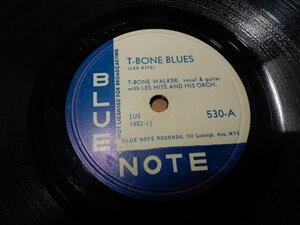 T-BONE BLUES
(LES HITE)
T-BONE WALKER, vocal & guitar
with LES HITE AND HIS ORCH.
[US
1852-1]
530-A
BLUE NOTE RECORDS, 767 Lexingt. Ave, NYC
NOT LICENSED FOR BROADCASTING
BLUE
NOTE